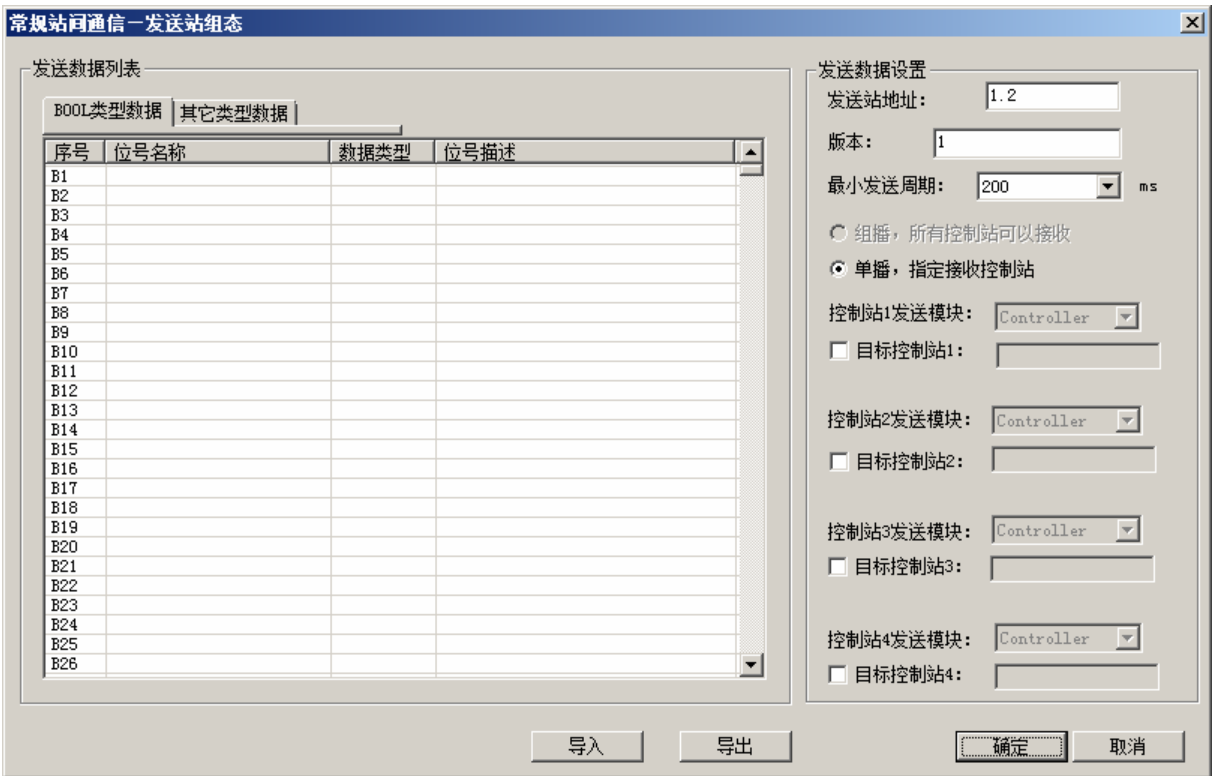 常规站间通信－发送站组态
发送数据列表
BOOL类型数据 其它类型数据
序号 位号名称 数据类型 位号描述
B1
B2
B3
B4
B5
B6
B7
B8
B9
B10
B11
B12
B13
B14
B15
B16
B17
B18
B19
B20
B21
B22
B23
B24
B25
B26
发送数据设置
发送站地址： 1.2
版本： 1
最小发送周期： 200 ms
组播，所有控制站可以接收
单播，指定接收控制站
控制站1发送模块： Controller
目标控制站1：
控制站2发送模块： Controller
目标控制站2：
控制站3发送模块： Controller
目标控制站3：
控制站4发送模块： Controller
目标控制站4：
导入 导出 确定 取消